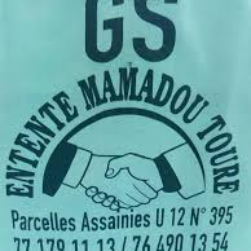 GS
ENTENTE MAMADOU TOURE
Parcelles Assainies U 12 N° 395
77 179 11 13 / 76 490 13 54